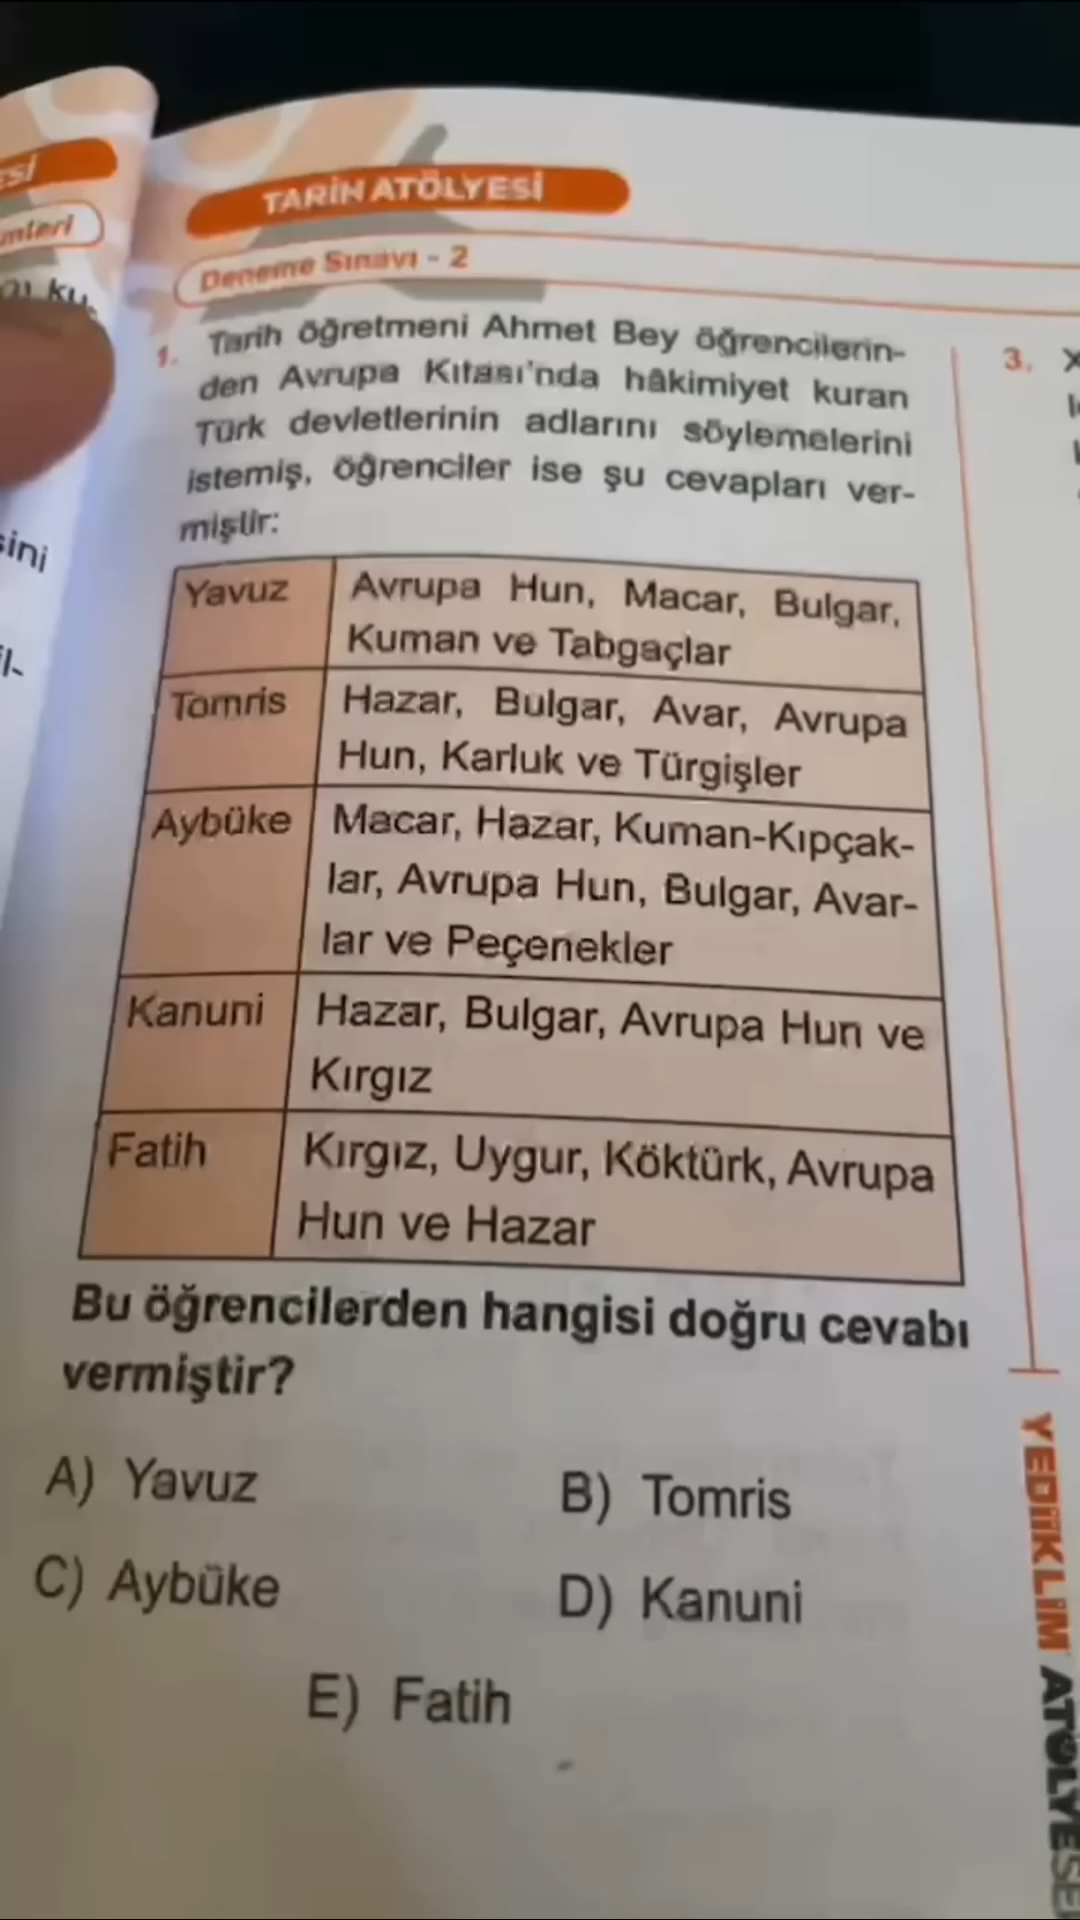 TARİH ATÖLYESİ
Deneme Sınavı - 2
1. Tarih öğretmeni Ahmet Bey öğrencilerin-
den Avrupa Kıtası'nda hâkimiyet kuran
Türk devletlerinin adlarını söylemelerini
istemiş, öğrenciler ise şu cevapları ver-
miştir:
Yavuz Avrupa Hun, Macar, Bulgar,
Kuman ve Tabgaçlar
Tomris Hazar, Bulgar, Avar, Avrupa
Hun, Karluk ve Türgişler
Aybüke Macar, Hazar, Kuman-Kıpçak-
lar, Avrupa Hun, Bulgar, Avar-
lar ve Peçenekler
Kanuni Hazar, Bulgar, Avrupa Hun ve
Kırgız
Fatih Kırgız, Uygur, Köktürk, Avrupa
Hun ve Hazar
Bu öğrencilerden hangisi doğru cevabı
vermiştir?
A) Yavuz
B) Tomris
C) Aybüke
D) Kanuni
E) Fatih
3.
YEDİİKLİM ATÖLYESE